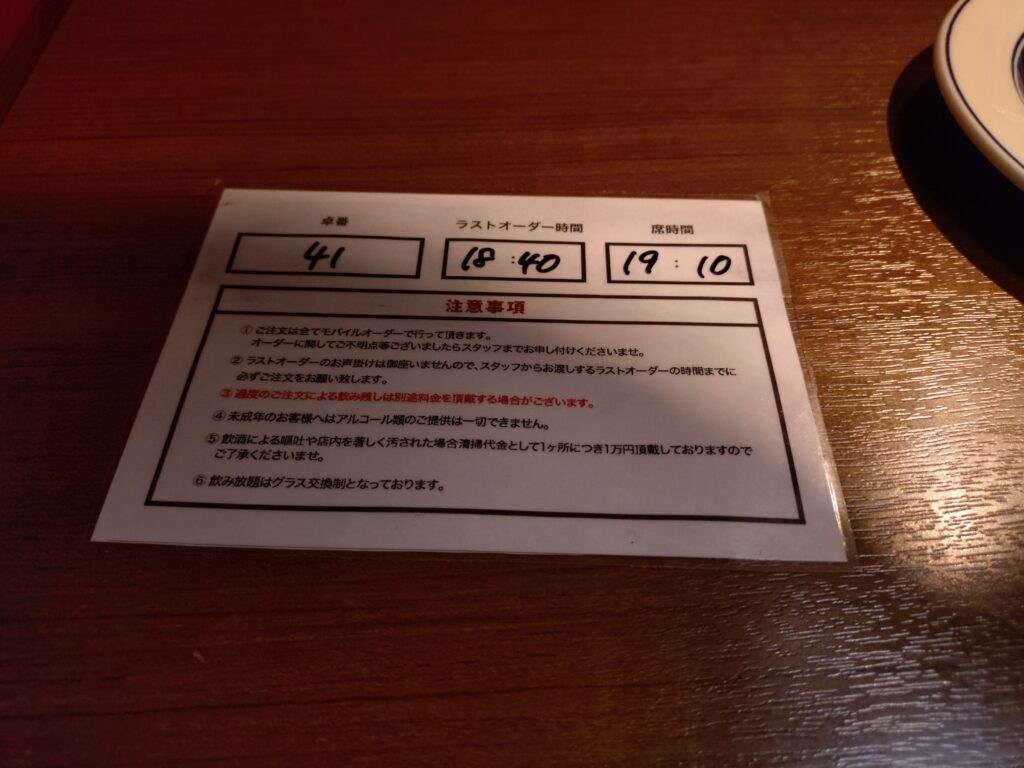 卓番 ラストオーダー時間 席時間
41 18:40 19:10
注意事項
① ご注文は全てモバイルオーダーで行って頂きます。
オーダーに関してご不明点等ございましたらスタッフまでお申し付けくださいませ。
② ラストオーダーのお声掛けは御座いませんので、スタッフからお渡しするラストオーダーの時間までに
必ずご注文をお願い致します。
③ 過度のご注文による飲み残しは別途料金を頂戴する場合がございます。
④ 未成年のお客様へはアルコール類のご提供は一切できません。
⑤ 飲酒による嘔吐や店内を著しく汚された場合清掃代金として1ヶ所につき1万円頂戴しておりますので
ご了承くださいませ。
⑥ 飲み放題はグラス交換制となっております。